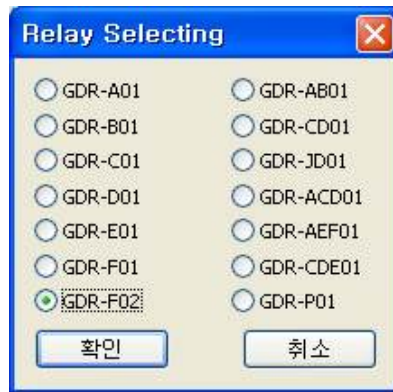 Relay Selecting
GDR-A01
GDR-AB01
GDR-B01
GDR-CD01
GDR-C01
GDR-JD01
GDR-D01
GDR-ACD01
GDR-E01
GDR-AEF01
GDR-F01
GDR-CDE01
GDR-F02
GDR-P01
확인
취소